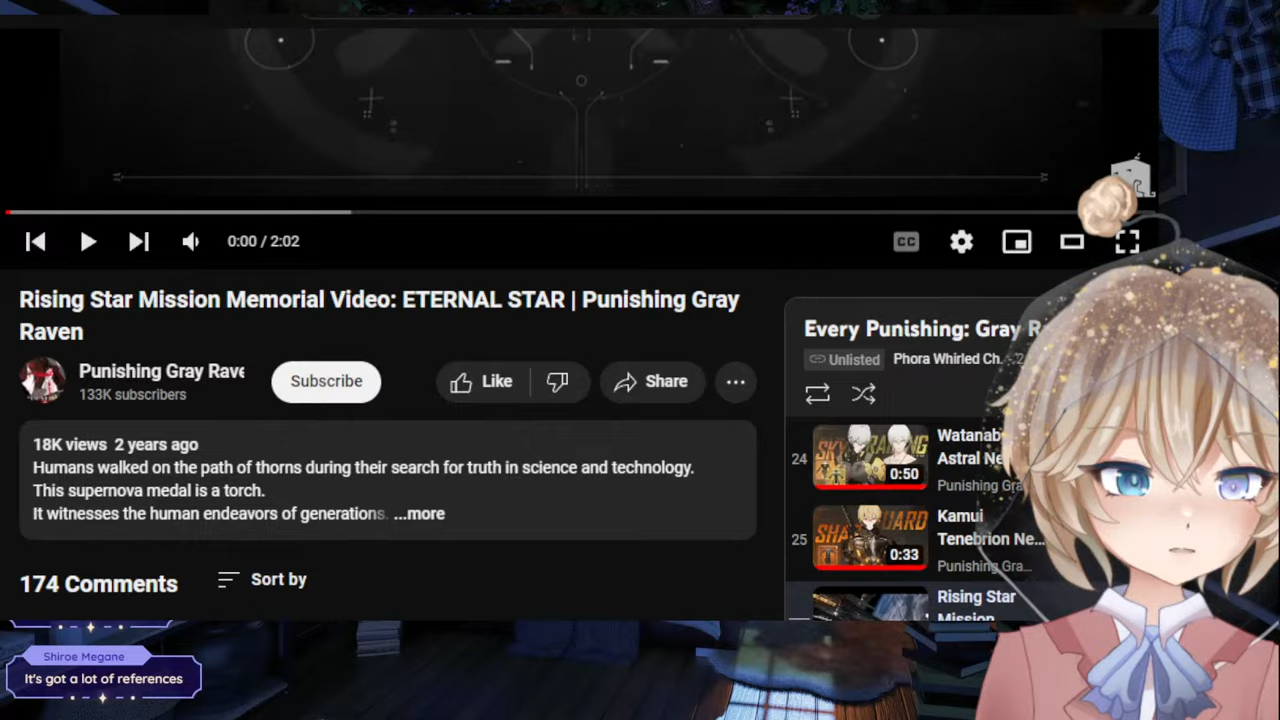 0:00 / 2:02
CC
Rising Star Mission Memorial Video: ETERNAL STAR | Punishing Gray
Raven
Punishing Gray Rave
133K subscribers
Subscribe
Like
Share
18K views 2 years ago
Humans walked on the path of thorns during their search for truth in science and technology.
This supernova medal is a torch.
It witnesses the human endeavors of generations. ...more
174 Comments
Sort by
Every Punishing: Gray R
Unlisted
Phora Whirled Ch.
24
0:50
Watanab
Astral Ne
Punishing Gra
25
0:33
Kamui
Tenebrion Ne...
Punishing Gra...
Rising Star
Mission
Shiroe Megane
It's got a lot of references